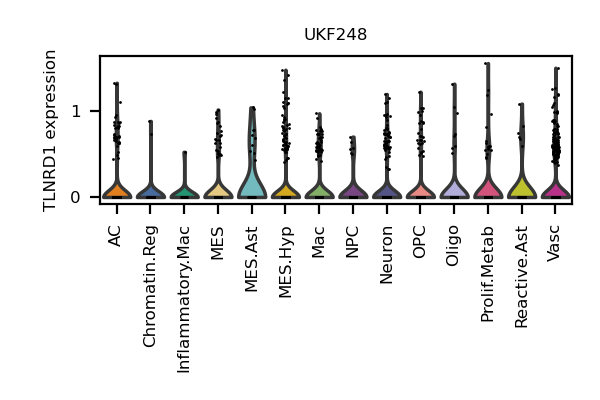 UKF248
TLNRD1 expression
1
0
AC
Chromatin.Reg
Inflammatory.Mac
MES
MES.Ast
MES.Hyp
Mac
NPC
Neuron
OPC
Oligo
Prolif.Metab
Reactive.Ast
Vasc